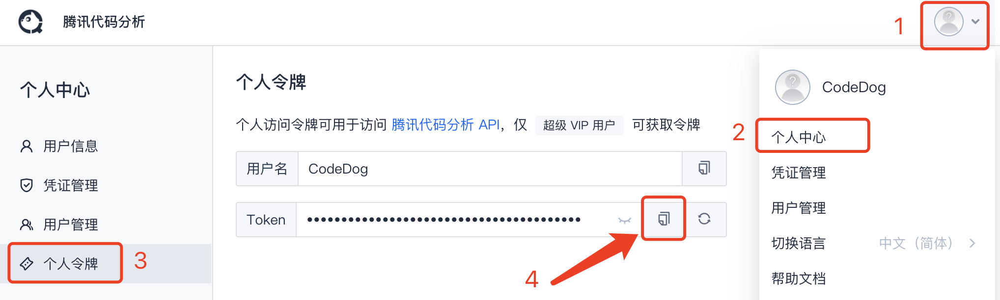 腾讯代码分析
1
个人中心
用户信息
凭证管理
用户管理
个人令牌
3
个人令牌
个人访问令牌可用于访问 腾讯代码分析 API，仅 超级 VIP 用户 可获取令牌
用户名 CodeDog
Token ••••••••••••••••••••••••••••••••••••••••
4
CodeDog
2
个人中心
凭证管理
用户管理
切换语言 中文（简体）
帮助文档